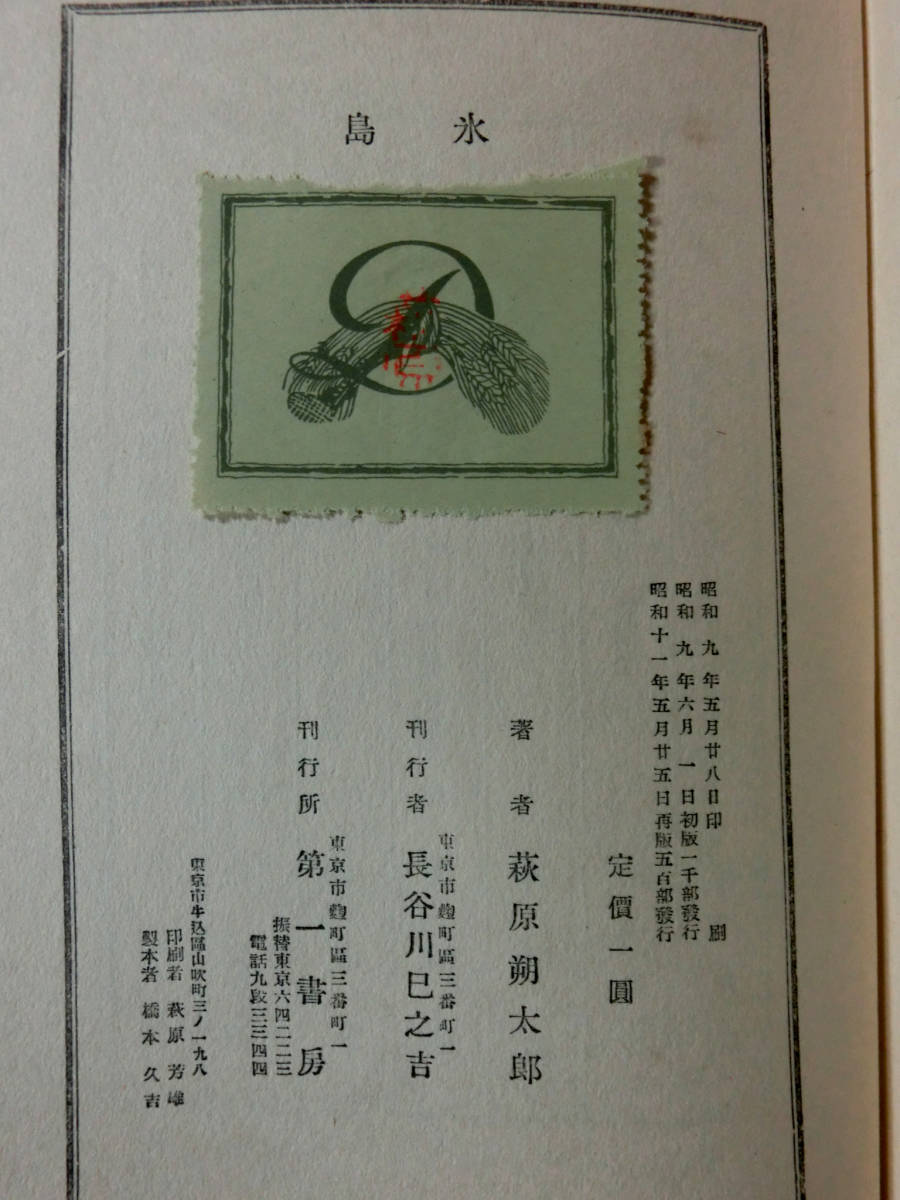 氷島
昭和九年五月廿八日印刷
昭和九年六月一日初版一千部發行
昭和十一年五月廿五日再版五百部發行
定價一圓
著者 萩原朔太郎
東京市麴町區三番町一
刊行者 長谷川巳之吉
東京市麴町區三番町一
刊行所 第一書房
振替東京六四二二三
電話九段三三四四
東京市牛込區山吹町三ノ一九八
印刷者 萩原芳雄
製本者 橋本久吉